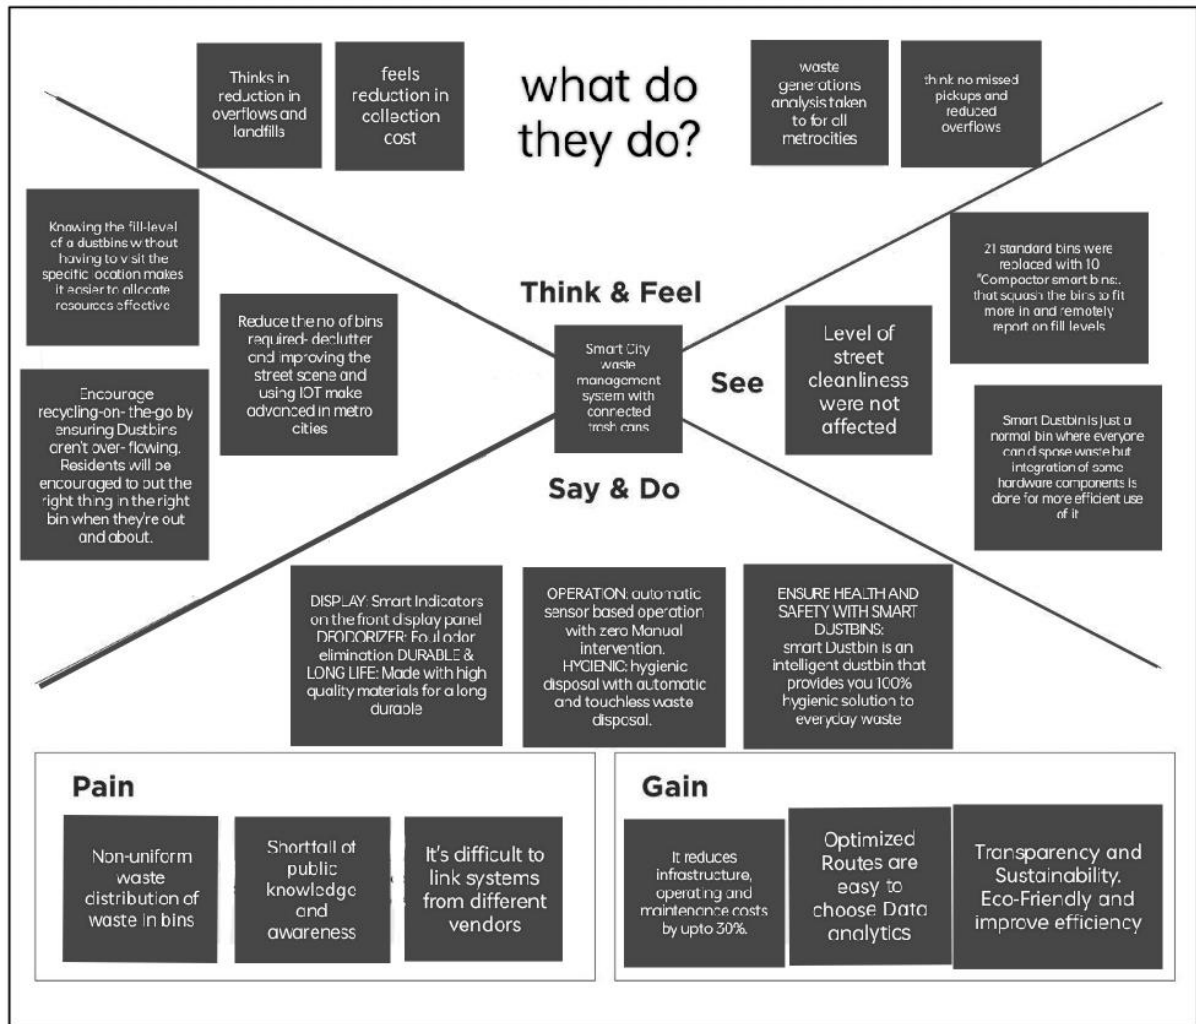 what do
they do?
Thinks in
reduction in
overflows and
landfills
feels
reduction in
collection
cost
waste
generations
analysis taken
to for all
metrocities
think no missed
pickups and
reduced
overflows
Knowing the fill-level
of a dustbins without
having to visit the
specific location makes
it easier to allocate
resources effective
Reduce the no of bins
required- declutter
and improving the
street scene and
using IOT make
advanced in metro
cities
Encourage
recycling-on- the-go by
ensuring Dustbins
aren't over- flowing.
Residents will be
encouraged to put the
right thing in the right
bin when they're out
and about.
Think & Feel
Smart City
waste
management
system with
connected
trash cans
See
Say & Do
Level of
street
cleanliness
were not
affected
21 standard bins were
replaced with 10
"Compactor smart bins:.
that squash the bins to fit
more in and remotely
report on fill levels
Smart Dustbin is just a
normal bin where everyone
can dispose waste but
integration of some
hardware components is
done for more efficient use
of it
DISPLAY: Smart Indicators
on the front display panel
DEODORIZER: Foul odor
elimination DURABLE &
LONG LIFE: Made with high
quality materials for a long
durable
OPERATION: automatic
sensor based operation
with zero Manual
intervention.
HYGIENIC: hygienic
disposal with automatic
and touchless waste
disposal.
ENSURE HEALTH AND
SAFETY WITH SMART
DUSTBINS:
smart Dustbin is an
intelligent dustbin that
provides you 100%
hygienic solution to
everyday waste
Pain
Non-uniform
waste
distribution of
waste in bins
Shortfall of
public
knowledge
and
awareness
It's difficult to
link systems
from different
vendors
Gain
It reduces
infrastructure,
operating and
maintenance costs
by upto 30%.
Optimized
Routes are
easy to
choose Data
analytics
Transparency and
Sustainability.
Eco-Friendly and
improve efficiency